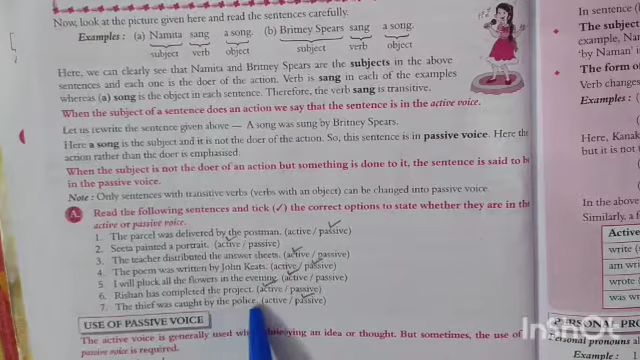 Now, look at the picture given here and read the sentences carefully.
Examples : (a) Namita sang a song. (b) Britney Spears sang a song.
subject verb object subject verb object
Here, we can clearly see that Namita and Britney Spears are the subjects in the above
sentences and each one is the doer of the action. Verb is sang in each of the examples
whereas (a) song is the object in each sentence. Therefore, the verb sang is transitive.
When the subject of a sentence does an action we say that the sentence is in the active voice.
Let us rewrite the sentence given above — A song was sung by Britney Spears.
Here a song is the subject and it is not the doer of the action. So, this sentence is in passive voice. Here the
action rather than the doer is emphasised.
When the subject is not the doer of an action but something is done to it, the sentence is said to be
in the passive voice.
Note : Only sentences with transitive verbs (verbs with an object) can be changed into passive voice.
A. Read the following sentences and tick (✓) the correct options to state whether they are in the
active or passive voice.
1. The parcel was delivered by the postman. (active / passive)
2. Seeta painted a portrait. (active / passive)
3. The teacher distributed the answer sheets. (active / passive)
4. The poem was written by John Keats. (active / passive)
5. I will pluck all the flowers in the evening. (active / passive)
6. Rishan has completed the project. (active / passive)
7. The thief was caught by the police. (active / passive)
USE OF PASSIVE VOICE
The active voice is generally used when conveying an idea or thought. But sometimes, the use of
passive voice is required.
In sentence (
The subject
example, Nam
'by Naman'
The form of
Verb changes
Examples :
Here, Kanak
but it is not
In the above
Similarly, a f
Active
write (
am wri
wrote (
was wr
PERSONAL PRO
Personal pronouns a
Example :
InShOt